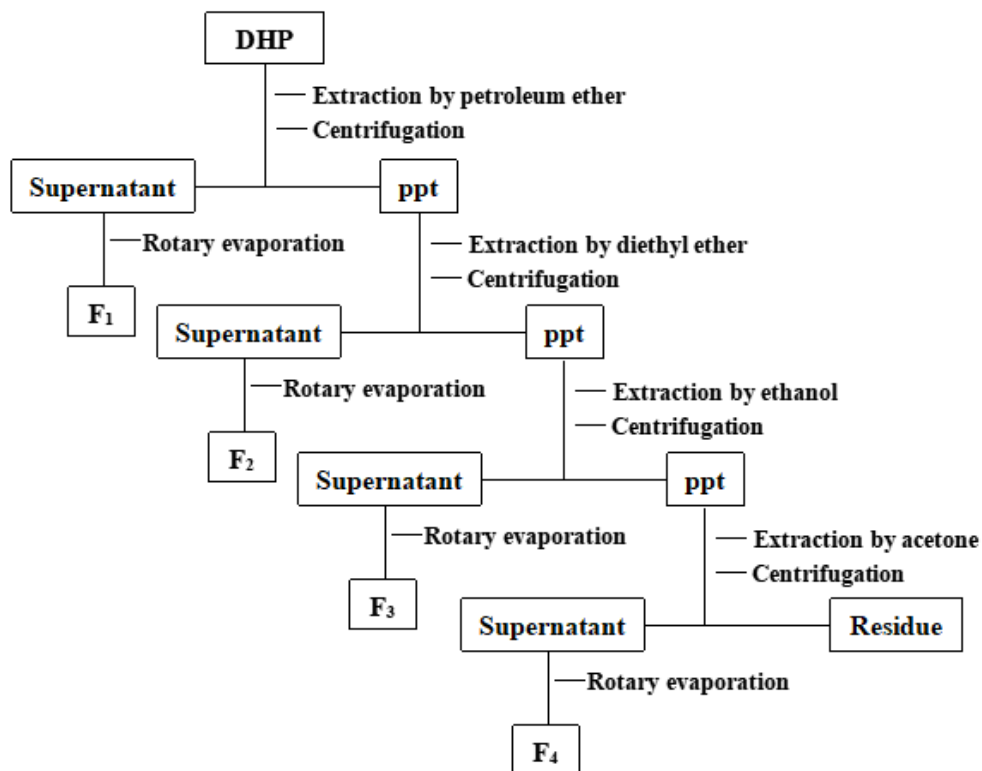 DHP
Extraction by petroleum ether
Centrifugation
Supernatant
ppt
Rotary evaporation
Extraction by diethyl ether
Centrifugation
F₁
Supernatant
ppt
Rotary evaporation
Extraction by ethanol
Centrifugation
F₂
Supernatant
ppt
Rotary evaporation
Extraction by acetone
Centrifugation
F₃
Supernatant
Residue
Rotary evaporation
F₄